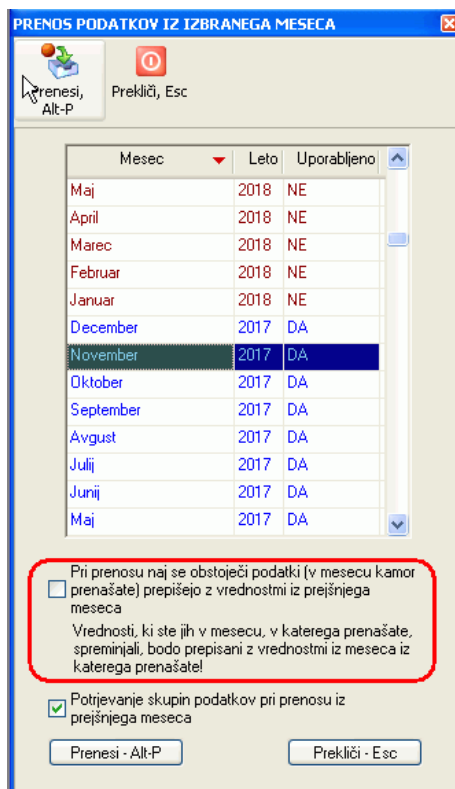 PRENOS PODATKOV IZ IZBRANEGA MESECA
Prenesi, Alt-P
Prekliči, Esc
Mesec Leto Uporabljeno
Maj 2018 NE
April 2018 NE
Marec 2018 NE
Februar 2018 NE
Januar 2018 NE
December 2017 DA
November 2017 DA
Oktober 2017 DA
September 2017 DA
Avgust 2017 DA
Julij 2017 DA
Junij 2017 DA
Maj 2017 DA
Pri prenosu naj se obstoječi podatki (v mesecu kamor
prenašate) prepišejo z vrednostmi iz prejšnjega
meseca
Vrednosti, ki ste jih v mesecu, v katerega prenašate,
spreminjali, bodo prepisani z vrednostmi iz meseca iz
katerega prenašate!
Potrjevanje skupin podatkov pri prenosu iz
prejšnjega meseca
Prenesi - Alt-P Prekliči - Esc